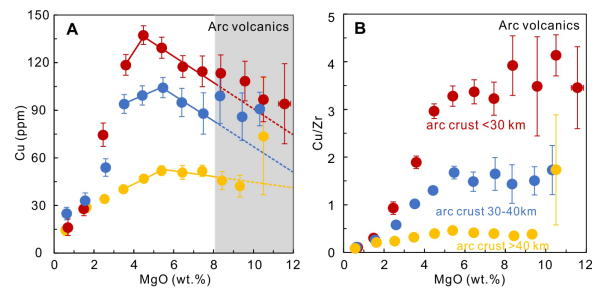 A
Arc volcanics
150
120
90
60
30
0
Cu (ppm)
0 2 4 6 8 10 12
MgO (wt.%)
B
Arc volcanics
5
4
3
2
1
0
Cu/Zr
arc crust <30 km
arc crust 30-40km
arc crust >40 km
0 2 4 6 8 10 12
MgO (wt.%)